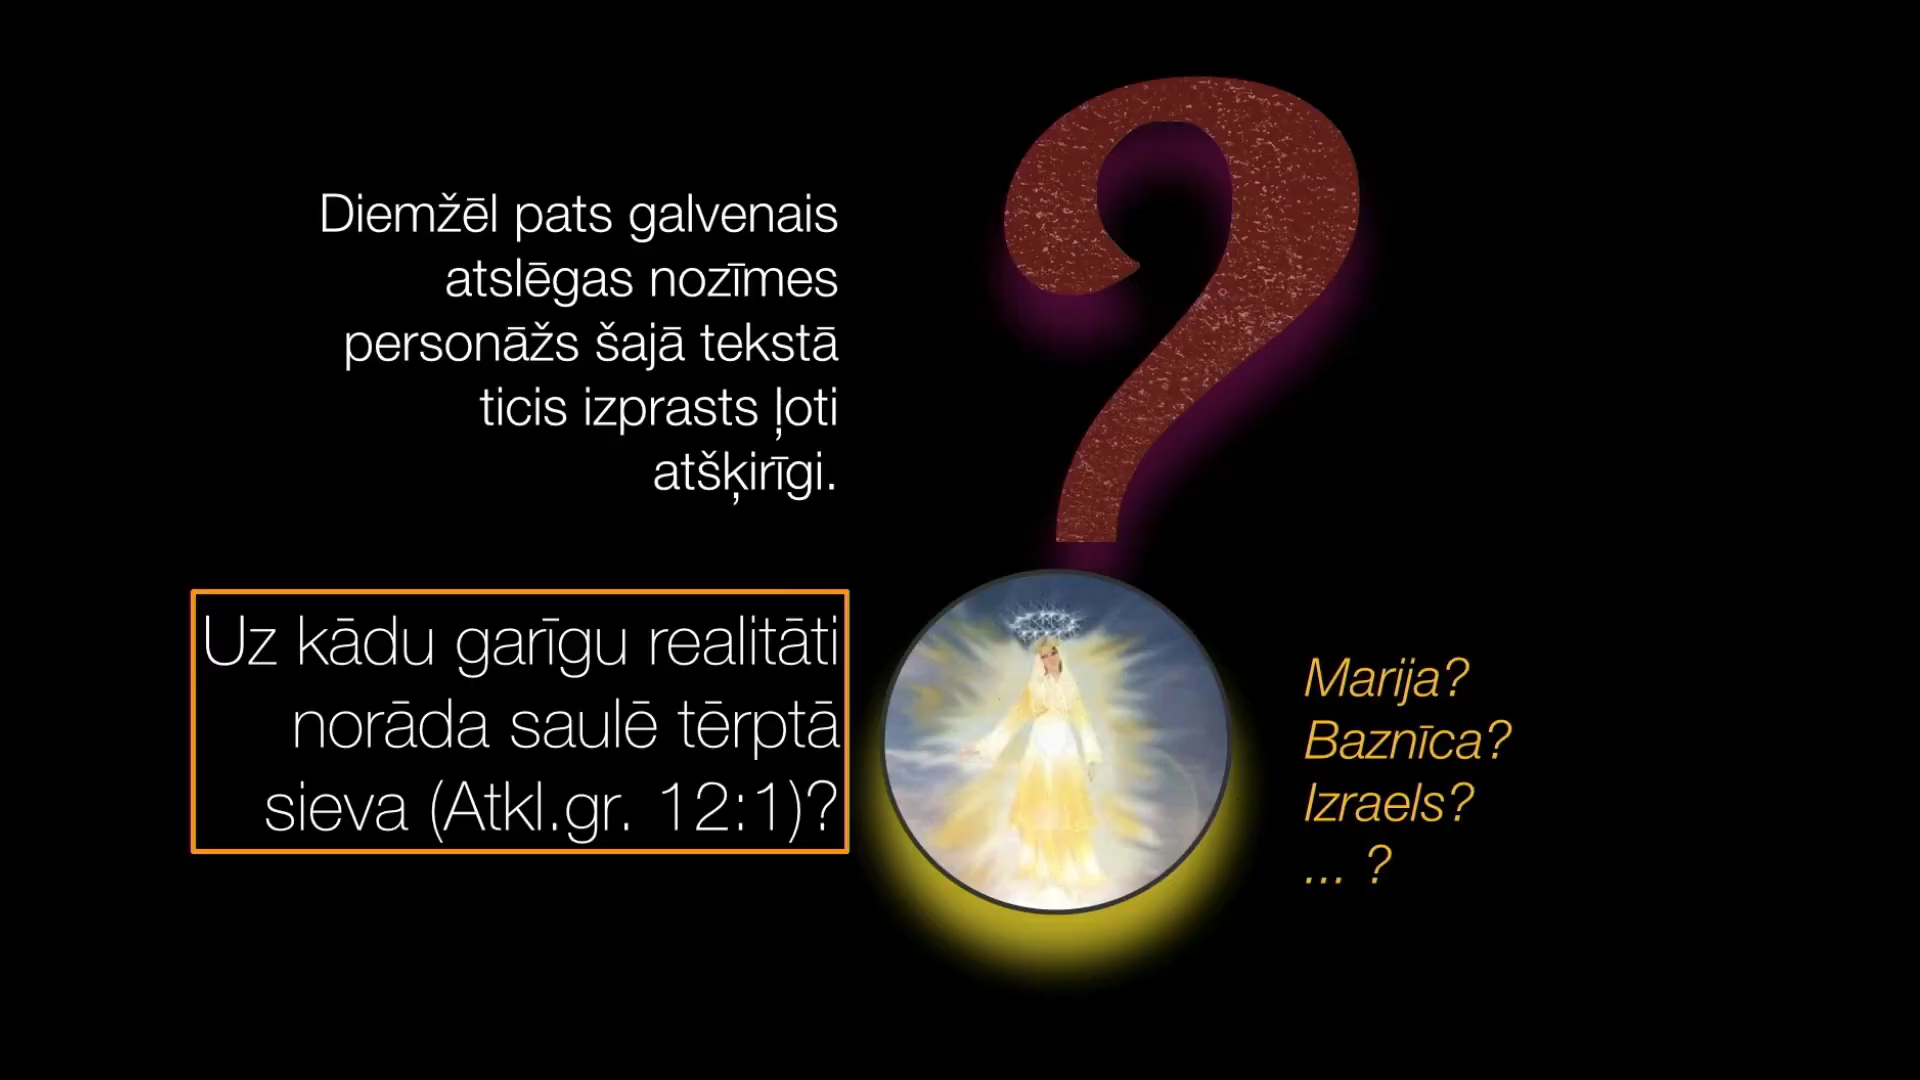 Diemžēl pats galvenais
atslēgas nozīmes
personāžs šajā tekstā
ticis izprasts ļoti
atšķirīgi.
Uz kādu garīgu realitāti
norāda saulē tērptā
sieva (Atkl.gr. 12:1)?
?
Marija?
Baznīca?
Izraels?
... ?